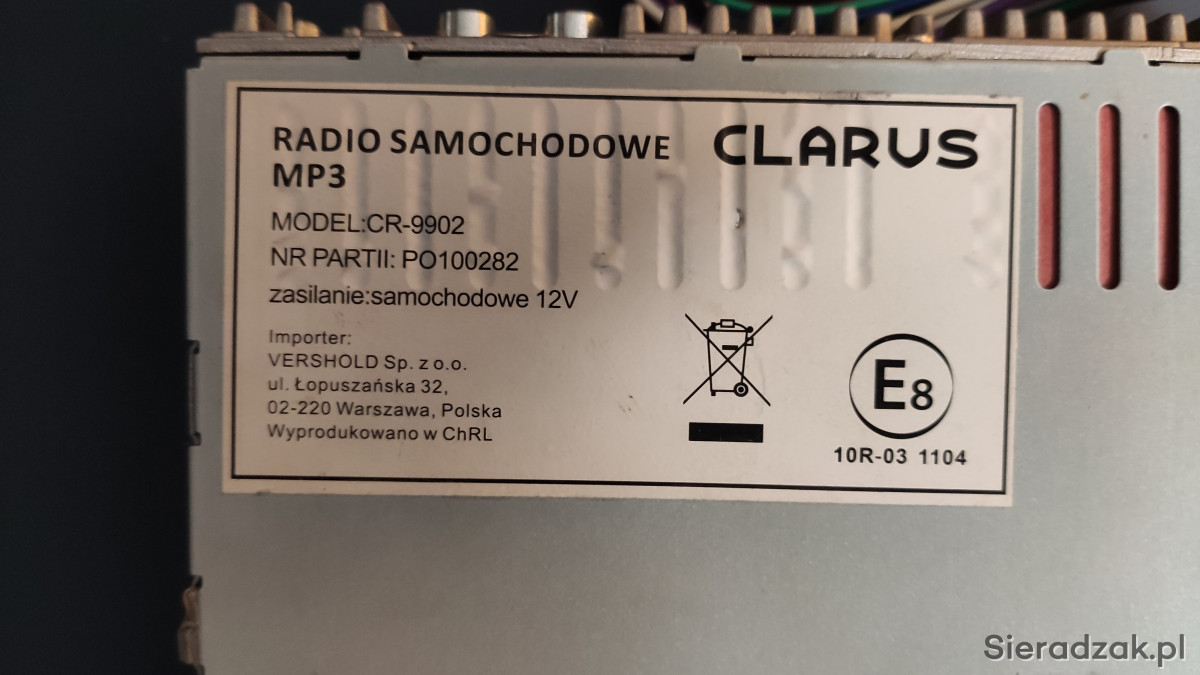 RADIO SAMOCHODOWE CLARUS
MP3
MODEL:CR-9902
NR PARTII: PO100282
zasilanie:samochodowe 12V
Importer:
VERSHOLD Sp. z o.o.
ul. Łopuszańska 32,
02-220 Warszawa, Polska
Wyprodukowano w ChRL
E8
10R-03 1104
Sieradzak.pl